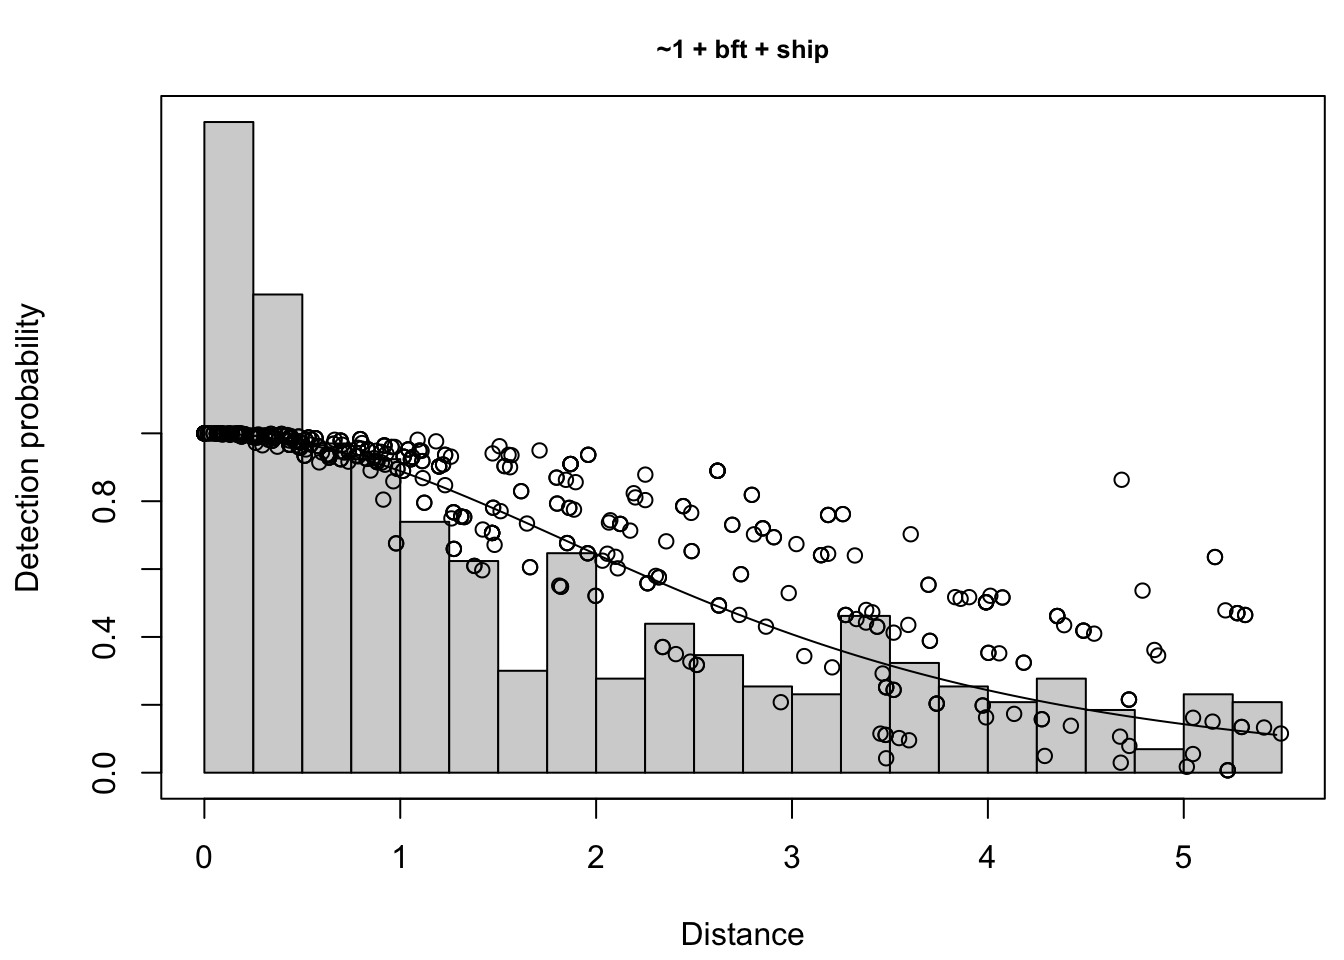 ~1 + bft + ship
Detection probability
0.8
0.4
0.0
0 1 2 3 4 5
Distance